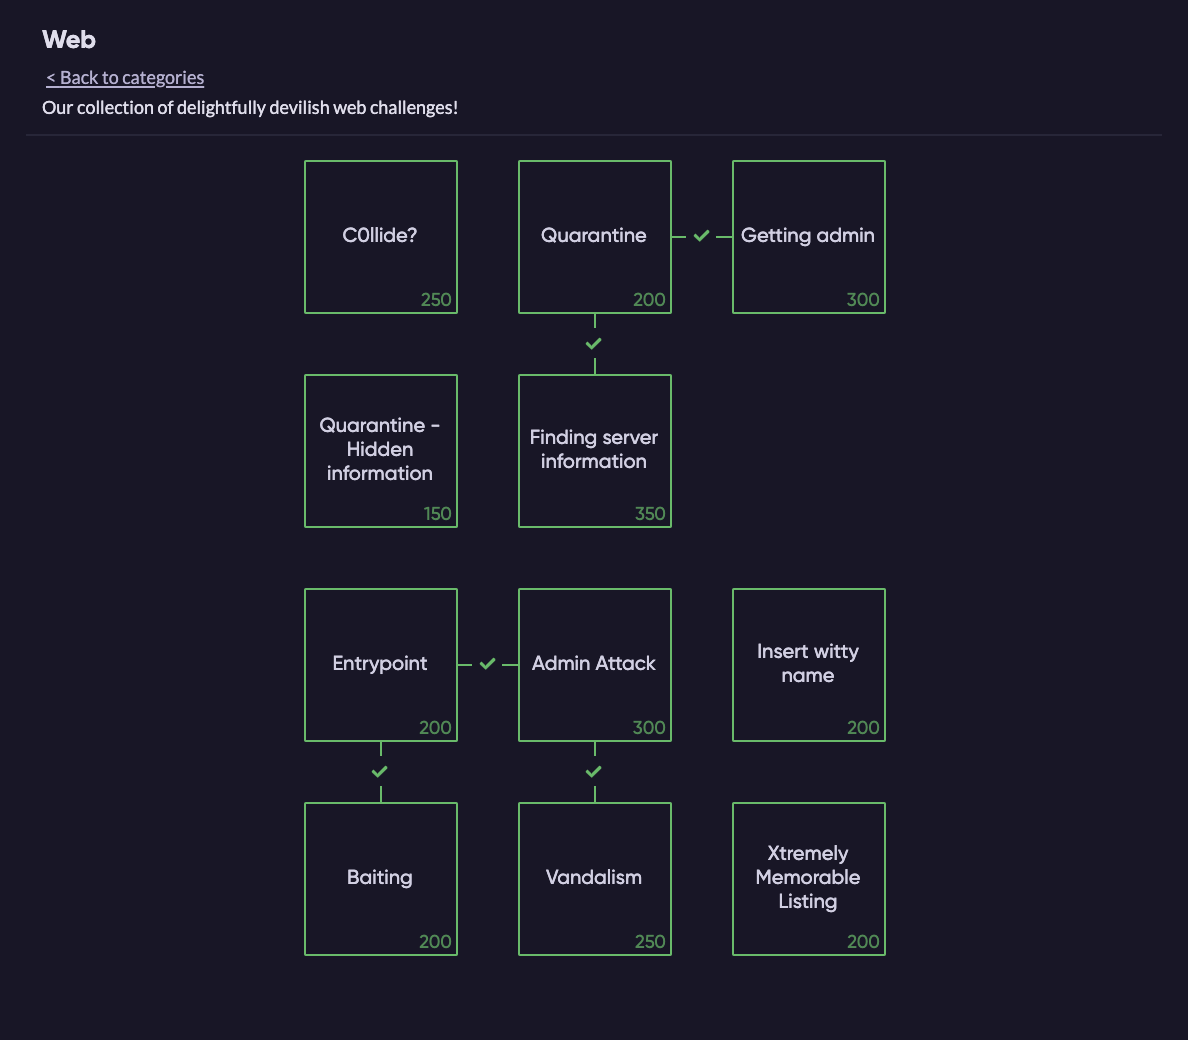 Web
< Back to categories
Our collection of delightfully devilish web challenges!
C0llide?
250
Quarantine
200
Getting admin
300
Quarantine -
Hidden
information
150
Finding server
information
350
Entrypoint
200
Admin Attack
300
Insert witty
name
200
Baiting
200
Vandalism
250
Xtremely
Memorable
Listing
200